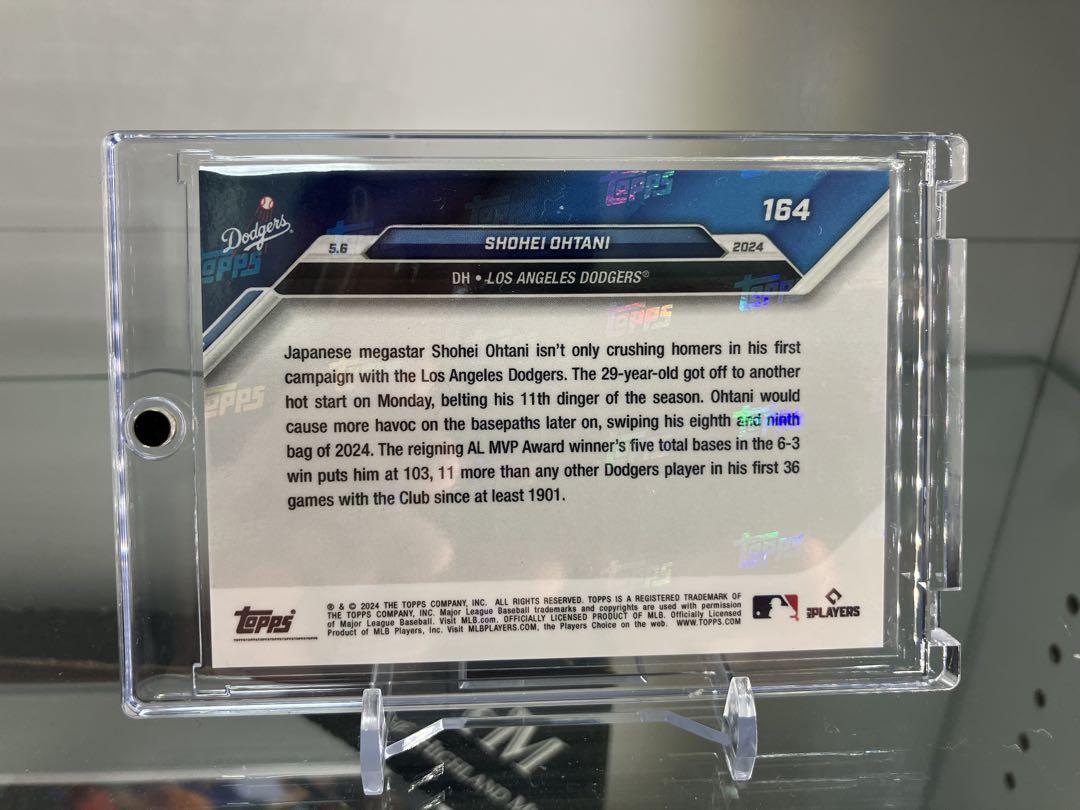 Dodgers
164
5.6
SHOHEI OHTANI
2024
DH • LOS ANGELES DODGERS®
Japanese megastar Shohei Ohtani isn't only crushing homers in his first
campaign with the Los Angeles Dodgers. The 29-year-old got off to another
hot start on Monday, belting his 11th dinger of the season. Ohtani would
cause more havoc on the basepaths later on, swiping his eighth and ninth
bag of 2024. The reigning AL MVP Award winner's five total bases in the 6-3
win puts him at 103, 11 more than any other Dodgers player in his first 36
games with the Club since at least 1901.
TOPPS
TOPPS
TOPPS
TOPPS
TOPPS
TOPPS
Topps
® & © 2024 THE TOPPS COMPANY, INC. ALL RIGHTS RESERVED. TOPPS IS A REGISTERED TRADEMARK OF
THE TOPPS COMPANY, INC. Major League Baseball trademarks and copyrights are used with permission
of Major League Baseball. Visit MLB.com. OFFICIALLY LICENSED PRODUCT OF MLB. Officially Licensed
Product of MLB Players, Inc. Visit MLBPLAYERS.COM, the Players Choice on the web. WWW.TOPPS.COM
PLAYERS